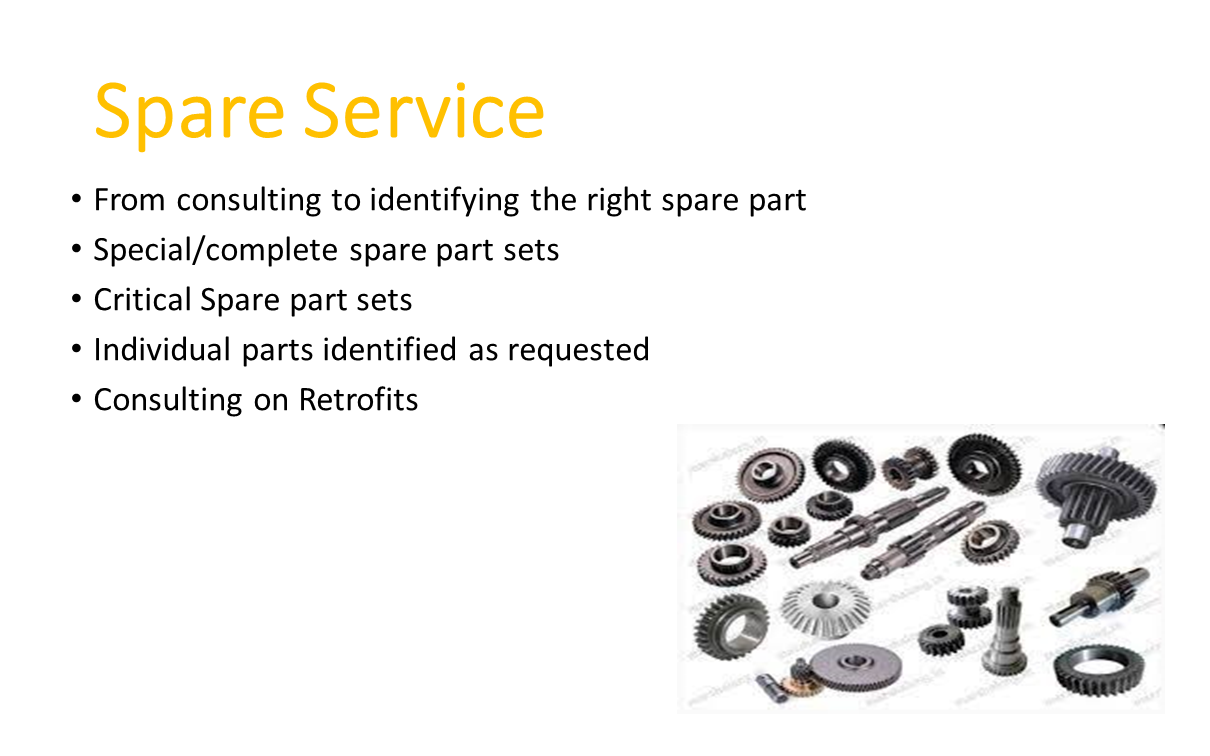 Spare Service
• From consulting to identifying the right spare part
• Special/complete spare part sets
• Critical Spare part sets
• Individual parts identified as requested
• Consulting on Retrofits